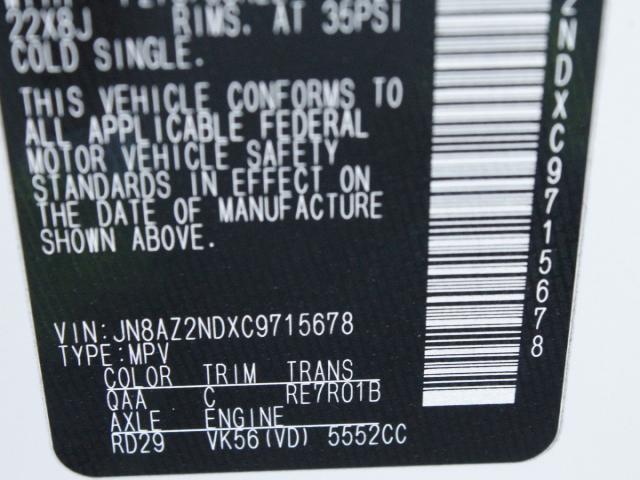 22X8J RIMS. AT 35PSI
COLD SINGLE.
THIS VEHICLE CONFORMS TO
ALL APPLICABLE FEDERAL
MOTOR VEHICLE SAFETY
STANDARDS IN EFFECT ON
THE DATE OF MANUFACTURE
SHOWN ABOVE.
VIN:JN8AZ2NDXC9715678
TYPE:MPV
COLOR TRIM TRANS
QAA C RE7R01B
AXLE ENGINE
RD29 VK56(VD) 5552CC
2NDXC9715678